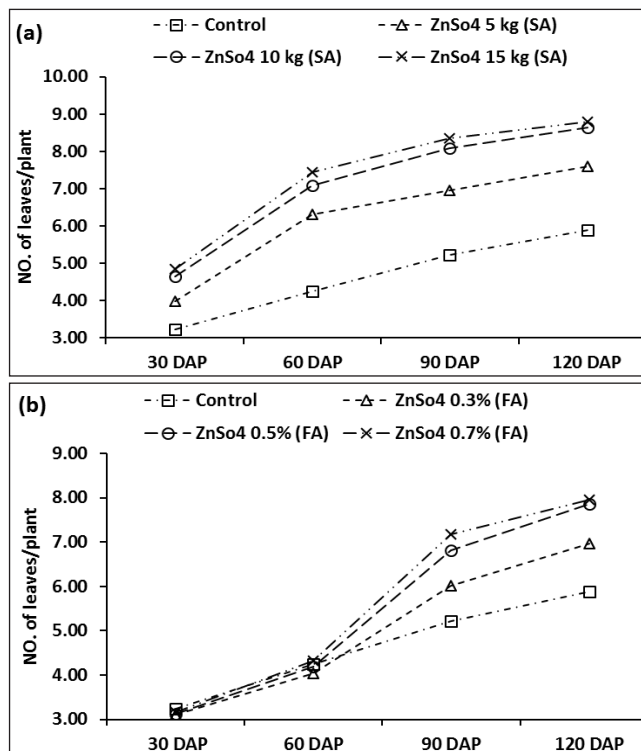 (a)
Control
ZnSo4 5 kg (SA)
ZnSo4 10 kg (SA)
ZnSo4 15 kg (SA)
10.00
9.00
8.00
7.00
6.00
5.00
4.00
3.00
NO. of leaves/plant
30 DAP 60 DAP 90 DAP 120 DAP
(b)
Control
ZnSo4 0.3% (FA)
ZnSo4 0.5% (FA)
ZnSo4 0.7% (FA)
9.00
8.00
7.00
6.00
5.00
4.00
3.00
NO. of leaves/plant
30 DAP 60 DAP 90 DAP 120 DAP